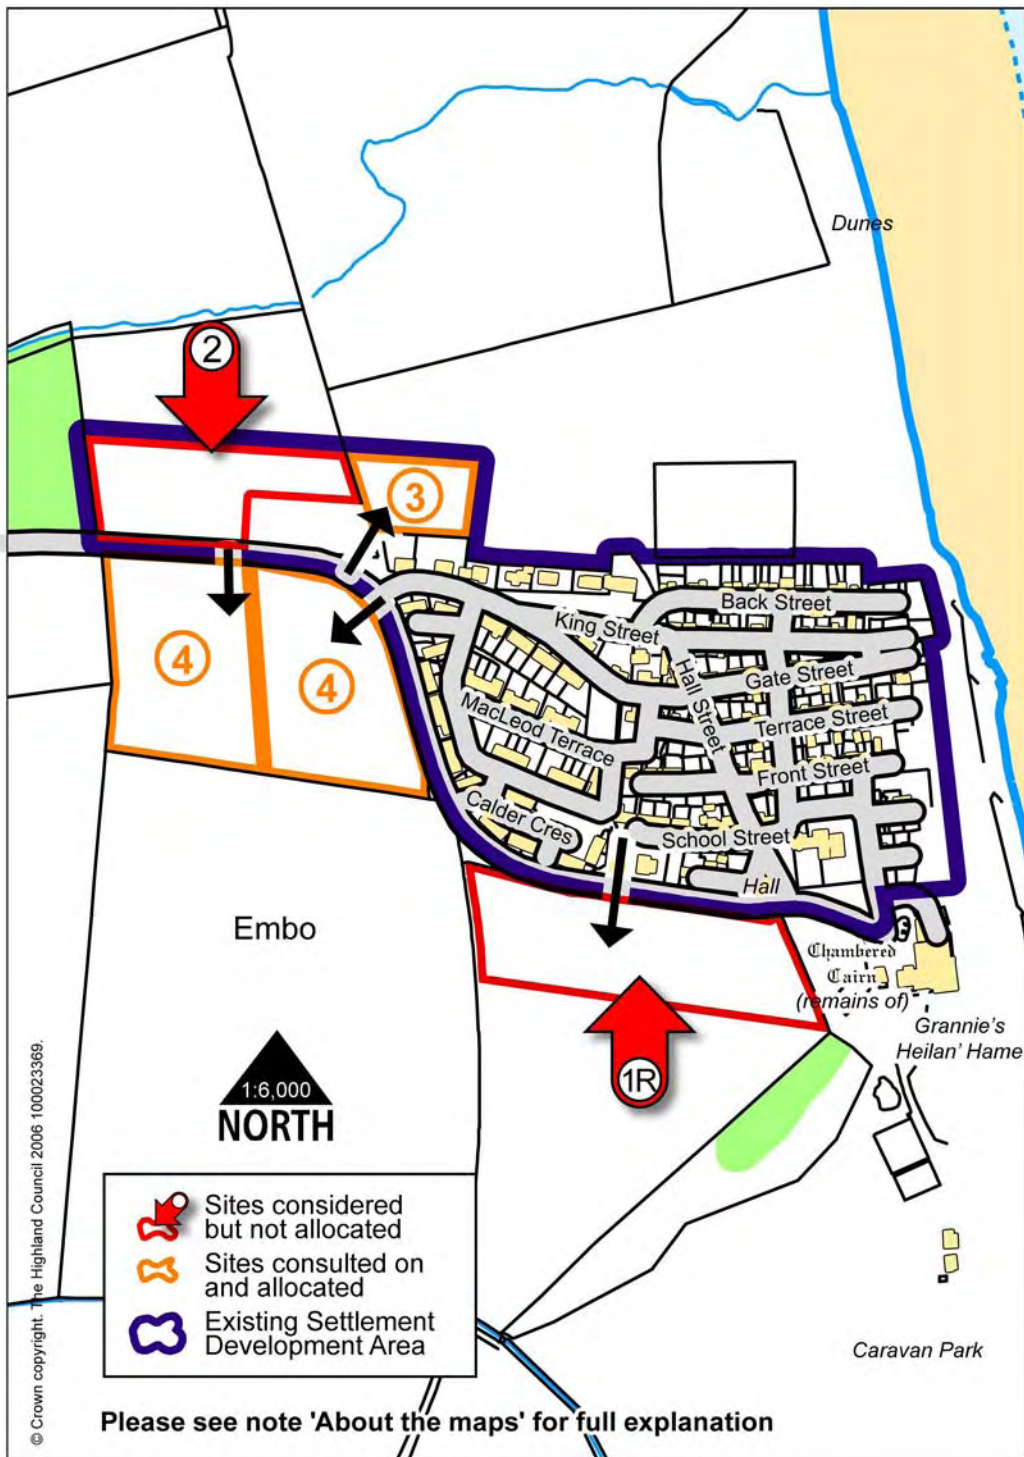 Dunes
2
3
4
4
Back Street
King Street
Hall Street
Gate Street
MacLeod Terrace
Terrace Street
Front Street
Calder Cres
School Street
Hall
Embo
Chambered
Cairn
(remains of)
Grannie's
Heilan' Hame
1R
1:6,000
NORTH
Sites considered
but not allocated
Sites consulted on
and allocated
Existing Settlement
Development Area
Caravan Park
© Crown copyright. The Highland Council 2006 100023369.
Please see note 'About the maps' for full explanation